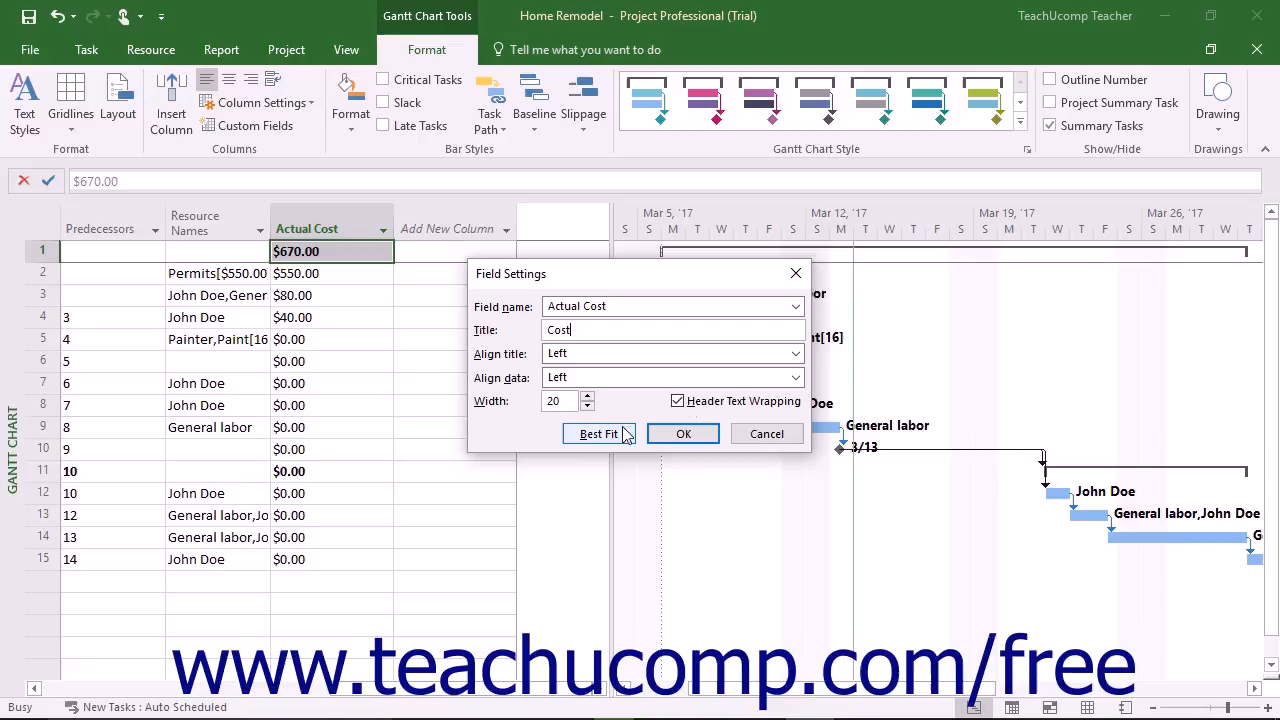 Gantt Chart Tools
Home Remodel - Project Professional (Trial)
TeachUcomp Teacher
File Task Resource Report Project View Format Tell me what you want to do
Text Styles
Gridlines
Layout
Format
Insert Column
Column Settings
Custom Fields
Columns
Format
Critical Tasks
Slack
Late Tasks
Task Path
Baseline
Slippage
Bar Styles
Gantt Chart Style
Outline Number
Project Summary Task
Summary Tasks
Show/Hide
Drawing
Drawings
$670.00
Predecessors
Resource Names
Actual Cost
Add New Column
Mar 5, '17
Mar 12, '17
Mar 19, '17
Mar 26, '17
S S M T W T F S S M T W T F S S M T W T F S S M T W T
1 $670.00
2 Permits[$550.00 $550.00
3 John Doe,Gener $80.00
4 3 John Doe $40.00
5 4 Painter,Paint[16 $0.00
6 5 $0.00
7 6 John Doe $0.00
8 7 John Doe $0.00
9 8 General labor $0.00
10 9 $0.00
11 10 $0.00
12 10 John Doe $0.00
13 12 General labor,Jo $0.00
14 13 General labor,Jo $0.00
15 14 John Doe $0.00
GANTT CHART
Field Settings
Field name: Actual Cost
Title: Cost
Align title: Left
Align data: Left
Width: 20
Header Text Wrapping
Best Fit
OK
Cancel
bor
nt[16]
Doe
General labor
3/13
John Doe
General labor,John Doe
G
www.teachucomp.com/free
Busy
New Tasks : Auto Scheduled